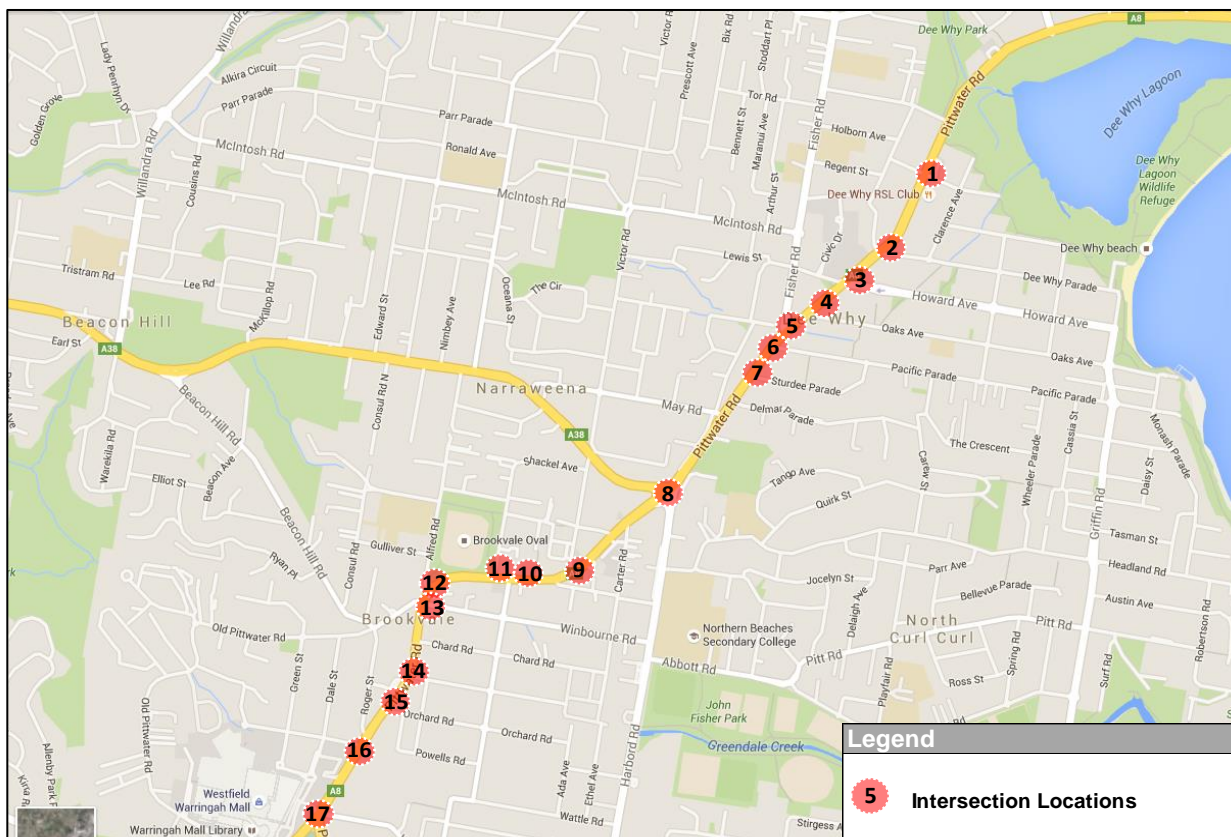 A8
Dee Why Park
Willandra Rd
Lady Penrhyn Dr
Alkira Circuit
Victor Rd
Bix Rd
Stoddart Pl
Prescott Ave
Golden Grove
Parr Parade
Parr Parade
Tor Rd
Fisher Rd
Pittwater Rd
Dee Why Lagoon
Willandra Rd
McIntosh Rd
Ronald Ave
Bennett St
Maranui Ave
Holborn Ave
Cousins Rd
Regent St
1
Dee Why Lagoon Wildlife Refuge
Arthur St
Dee Why RSL Club
Clarence Ave
McIntosh Rd
McIntosh Rd
Civic Dr
2
Dee Why beach
Victor Rd
Lewis St
Tristram Rd
Lee Rd
McKillop Rd
Oceana St
The Cir
Fisher Rd
3
Dee Why Parade
Howard Ave
Howard Ave
4
Edward St
Nimbey Ave
Beacon Hill
5
ee Why
Oaks Ave
Oaks Ave
Earl St
A38
6
Pacific Parade
Pacific Parade
7
Sturdee Parade
Narraweena
May Rd
Delmar Parade
Beacon Hill Rd
Consul Rd N
Pittwater Rd
A38
Cassia St
Monash Parade
Warekila Rd
Beacon Ave
Shackel Ave
The Crescent
Wheeler Parade
Carew St
Daisy St
Elliot St
Tango Ave
8
Quirk St
Griffin Rd
Beacon Hill Rd
Alfred Rd
Brookvale Oval
Tasman St
Gulliver St
Ryan Pl
Consul Rd
11
10
9
Carter Rd
Parr Ave
Headland Rd
12
Jocelyn St
Bellevue Parade
13
Austin Ave
Brookvale
Delaigh Ave
North Curl Curl
Old Pittwater Rd
Winbourne Rd
Northern Beaches Secondary College
Pitt Rd
Robertson Rd
Green St
Chard Rd
Chard Rd
Abbott Rd
Pitt Rd
Spring Rd
Surf Rd
14
Dale St
Roger St
Rd
Playfair Rd
Ross St
15
Orchard Rd
John Fisher Park
Old Pittwater Rd
Orchard Rd
16
Powells Rd
Harbord Rd
Greendale Creek
Allenby Park P
Westfield Warringah Mall
Ada Ave
Ethel Ave
A8
17
Wattle Rd
Stirgess A
Warringah Mall Library
Legend
5
Intersection Locations